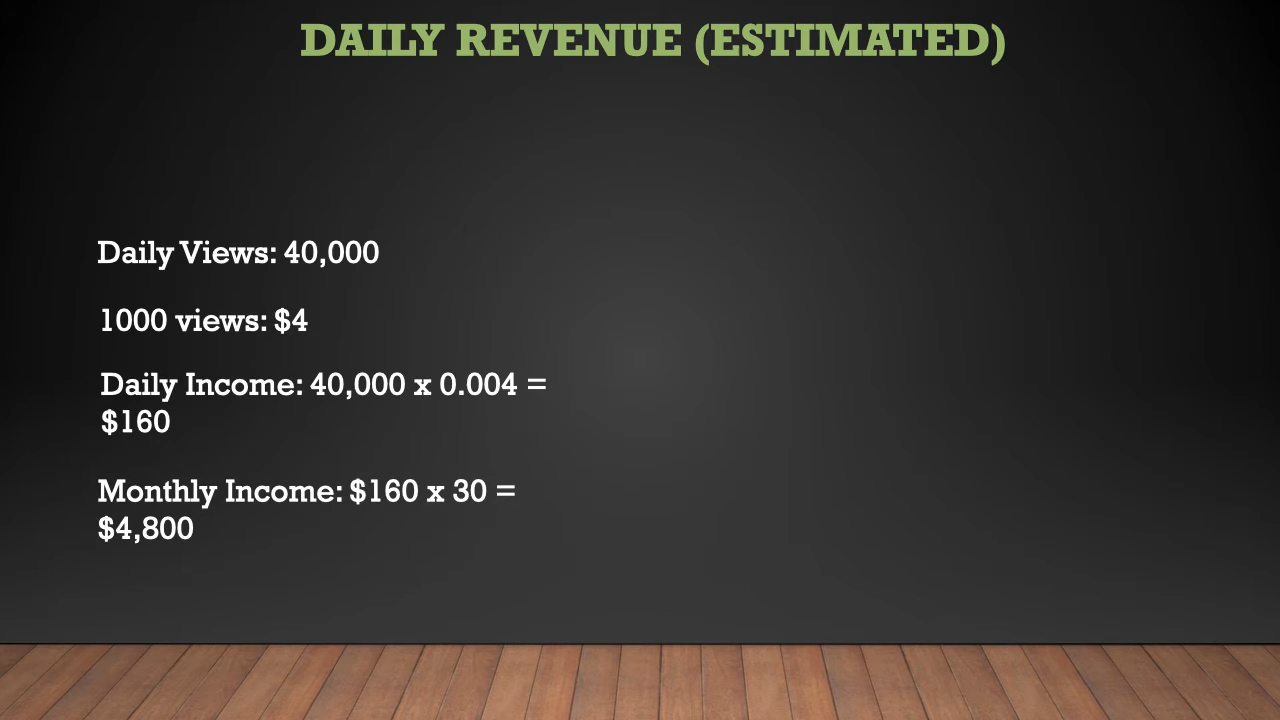 DAILY REVENUE (ESTIMATED)
Daily Views: 40,000
1000 views: $4
Daily Income: 40,000 x 0.004 =
$160
Monthly Income: $160 x 30 =
$4,800